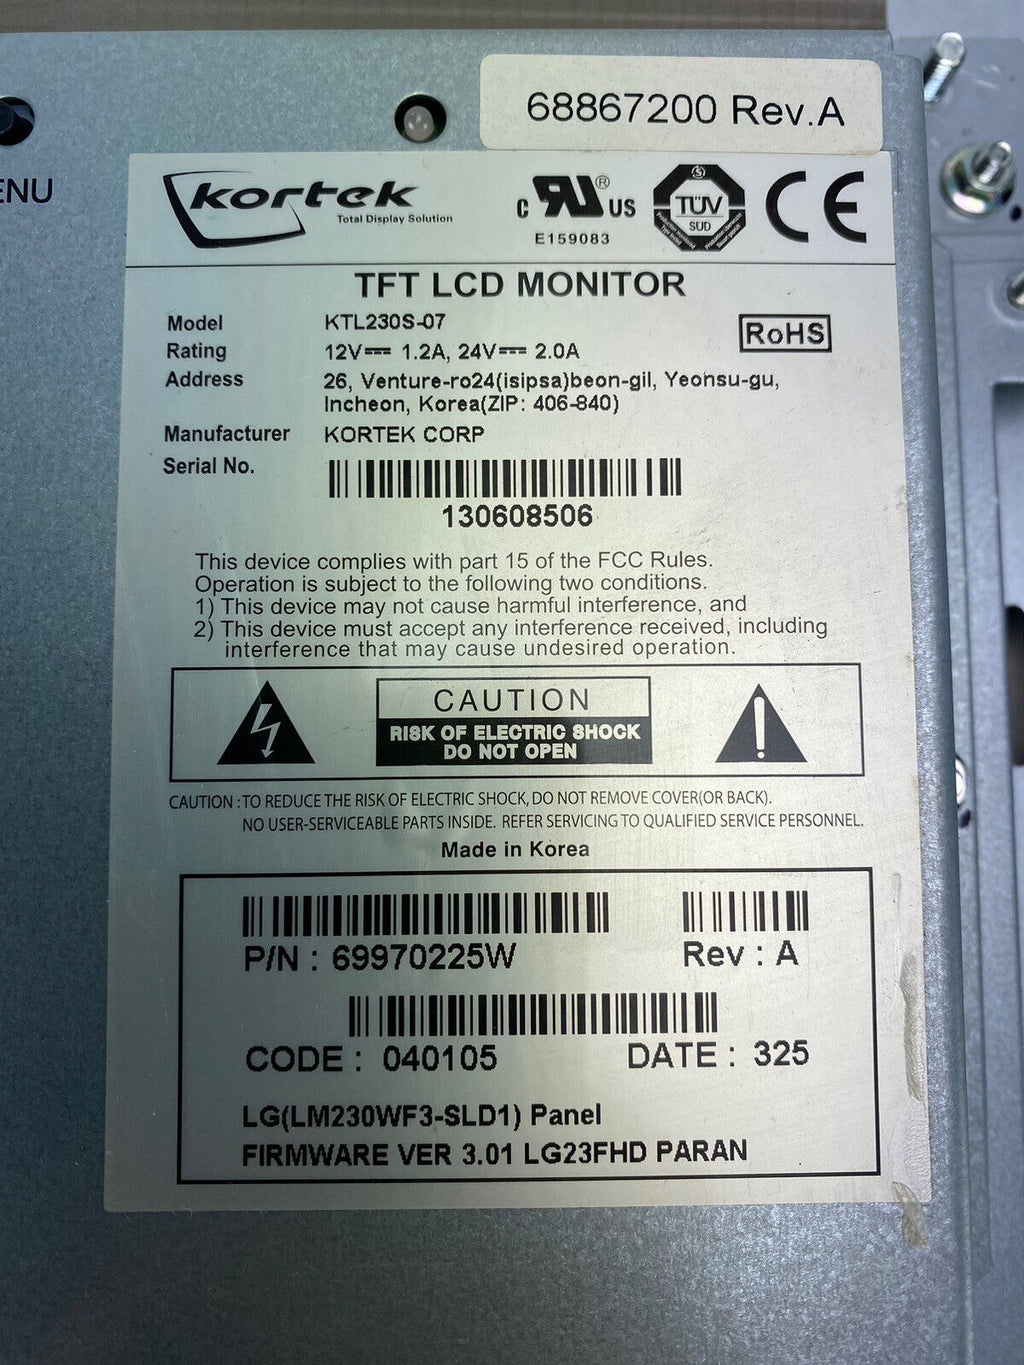 68867200 Rev.A
ENU
kortek
Total Display Solution
C RU US
E159083
TÜV
SUD
CE
TFT LCD MONITOR
Model KTL230S-07
Rating 12V⎓ 1.2A, 24V⎓ 2.0A
RoHS
Address 26, Venture-ro24(isipsa)beon-gil, Yeonsu-gu,
Incheon, Korea(ZIP: 406-840)
Manufacturer KORTEK CORP
Serial No.
130608506
This device complies with part 15 of the FCC Rules.
Operation is subject to the following two conditions.
1) This device may not cause harmful interference, and
2) This device must accept any interference received, including
interference that may cause undesired operation.
CAUTION
RISK OF ELECTRIC SHOCK
DO NOT OPEN
CAUTION : TO REDUCE THE RISK OF ELECTRIC SHOCK, DO NOT REMOVE COVER(OR BACK).
NO USER-SERVICEABLE PARTS INSIDE. REFER SERVICING TO QUALIFIED SERVICE PERSONNEL.
Made in Korea
P/N : 69970225W Rev : A
CODE : 040105 DATE : 325
LG(LM230WF3-SLD1) Panel
FIRMWARE VER 3.01 LG23FHD PARAN